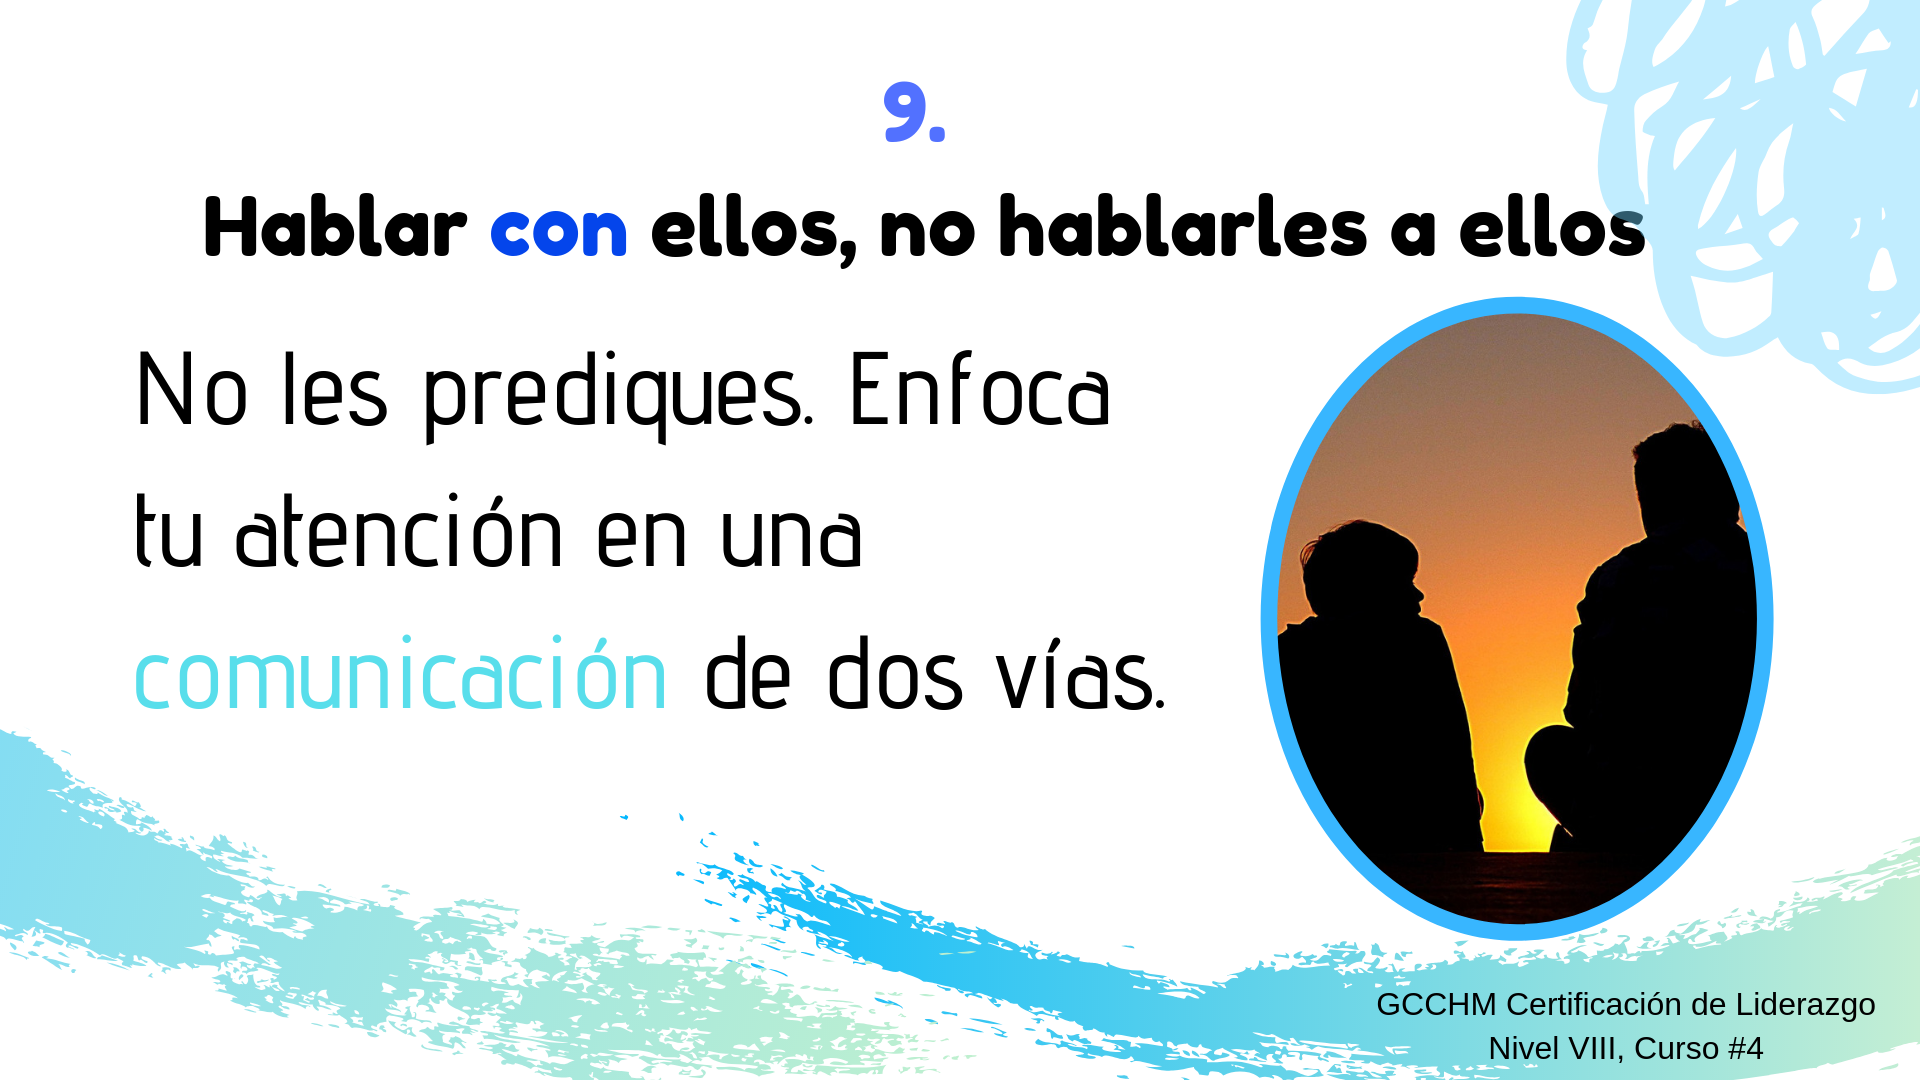 9.
Hablar con ellos, no hablarles a ellos
No les prediques. Enfoca
tu atención en una
comunicación de dos vías.
GCCHM Certificación de Liderazgo
Nivel VIII, Curso #4